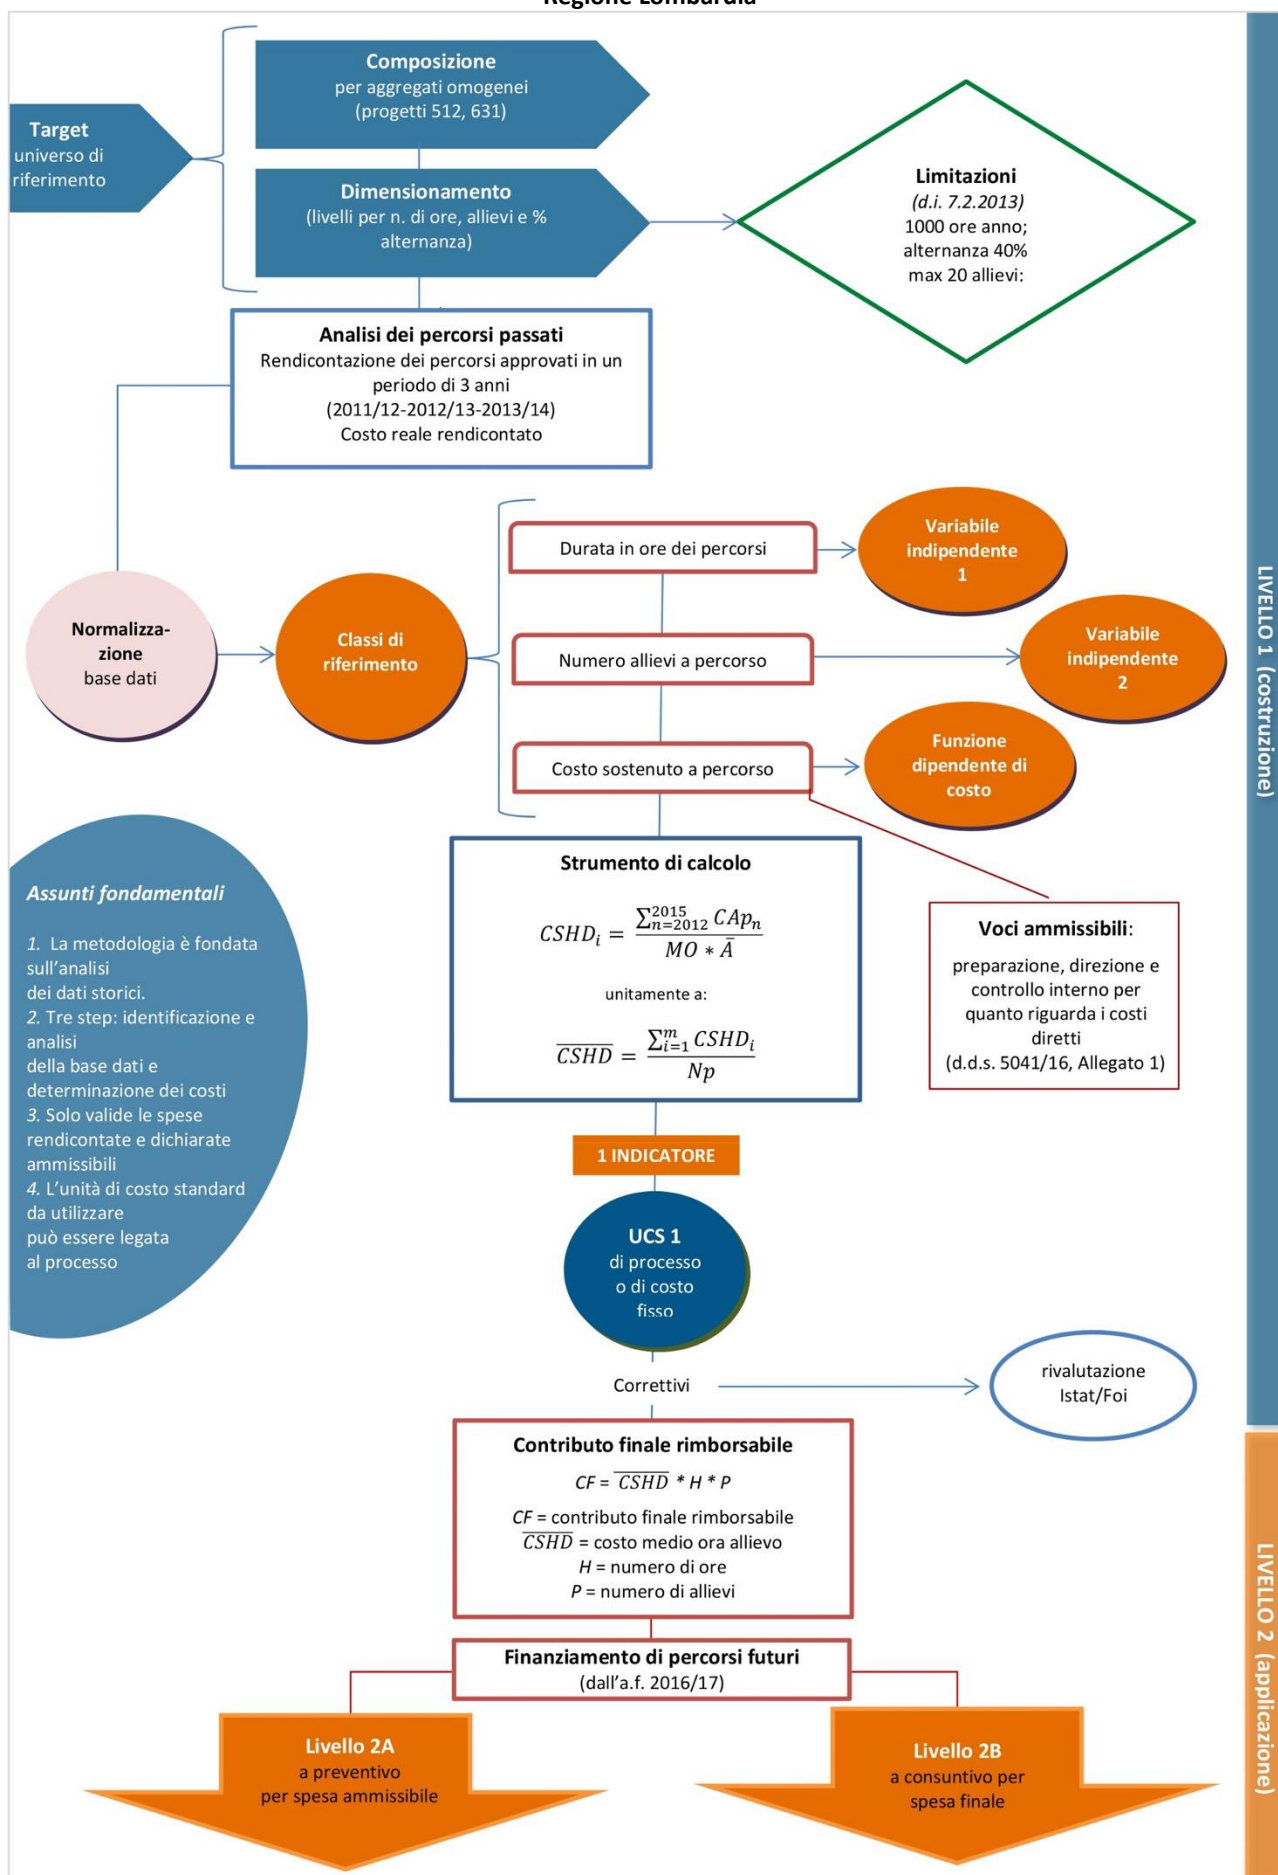 Regione Lombardia
Composizione
per aggregati omogenei
(progetti 512, 631)
Target
universo di
riferimento
Dimensionamento
(livelli per n. di ore, allievi e %
alternanza)
Limitazioni
(d.i. 7.2.2013)
1000 ore anno;
alternanza 40%
max 20 allievi:
Analisi dei percorsi passati
Rendicontazione dei percorsi approvati in un
periodo di 3 anni
(2011/12-2012/13-2013/14)
Costo reale rendicontato
Durata in ore dei percorsi
Variabile
indipendente
1
Normalizza-
zione
base dati
Classi di
riferimento
Numero allievi a percorso
Variabile
indipendente
2
Costo sostenuto a percorso
Funzione
dipendente di
costo
LIVELLO 1 (costruzione)
Assunti fondamentali
1. La metodologia è fondata
sull'analisi
dei dati storici.
2. Tre step: identificazione e
analisi
della base dati e
determinazione dei costi
3. Solo valide le spese
rendicontate e dichiarate
ammissibili
4. L'unità di costo standard
da utilizzare
può essere legata
al processo
Strumento di calcolo
$CSHD_i = \frac{\sum_{n=2012}^{2015} CAp_n}{MO * \bar{A}}$
unitamente a:
$\overline{CSHD} = \frac{\sum_{i=1}^{m} CSHD_i}{Np}$
Voci ammissibili:
preparazione, direzione e
controllo interno per
quanto riguarda i costi
diretti
(d.d.s. 5041/16, Allegato 1)
1 INDICATORE
UCS 1
di processo
o di costo
fisso
Correttivi
rivalutazione
Istat/Foi
Contributo finale rimborsabile
$CF = \overline{CSHD} * H * P$
CF = contributo finale rimborsabile
$\overline{CSHD}$ = costo medio ora allievo
H = numero di ore
P = numero di allievi
Finanziamento di percorsi futuri
(dall'a.f. 2016/17)
LIVELLO 2 (applicazione)
Livello 2A
a preventivo
per spesa ammissibile
Livello 2B
a consuntivo per
spesa finale